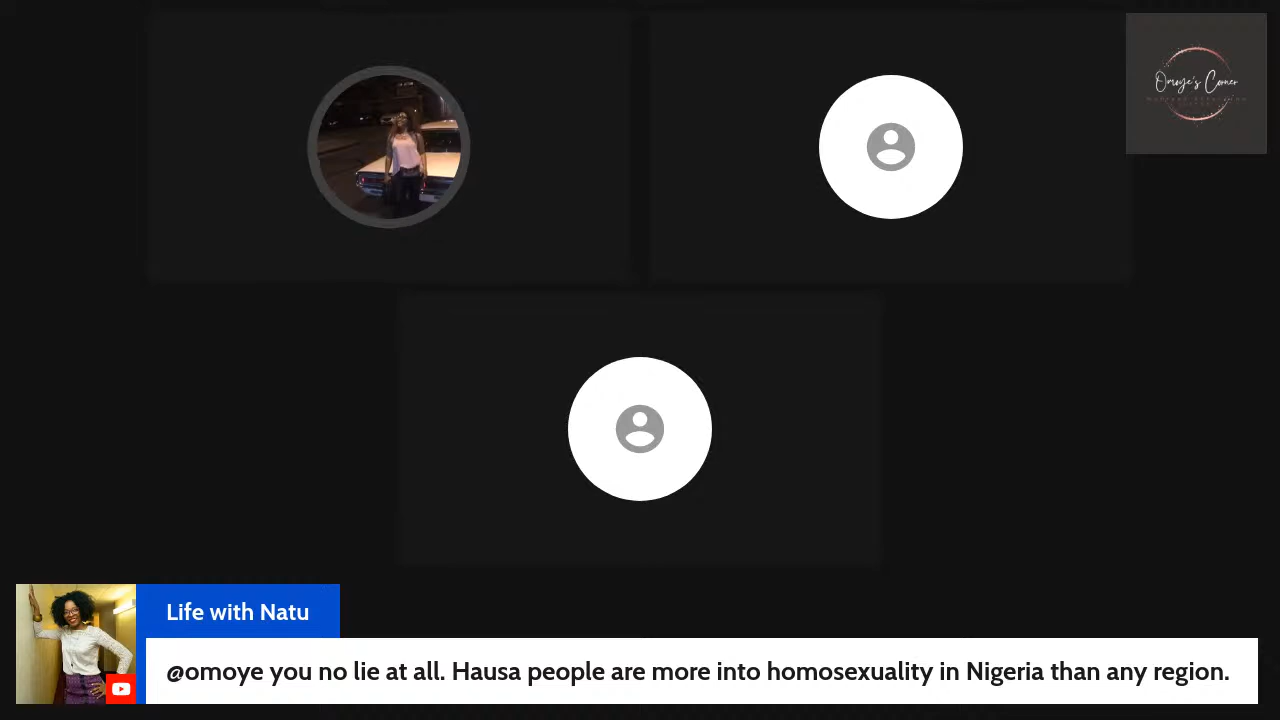 Omoye's Corner
Life with Natu
@omoye you no lie at all. Hausa people are more into homosexuality in Nigeria than any region.